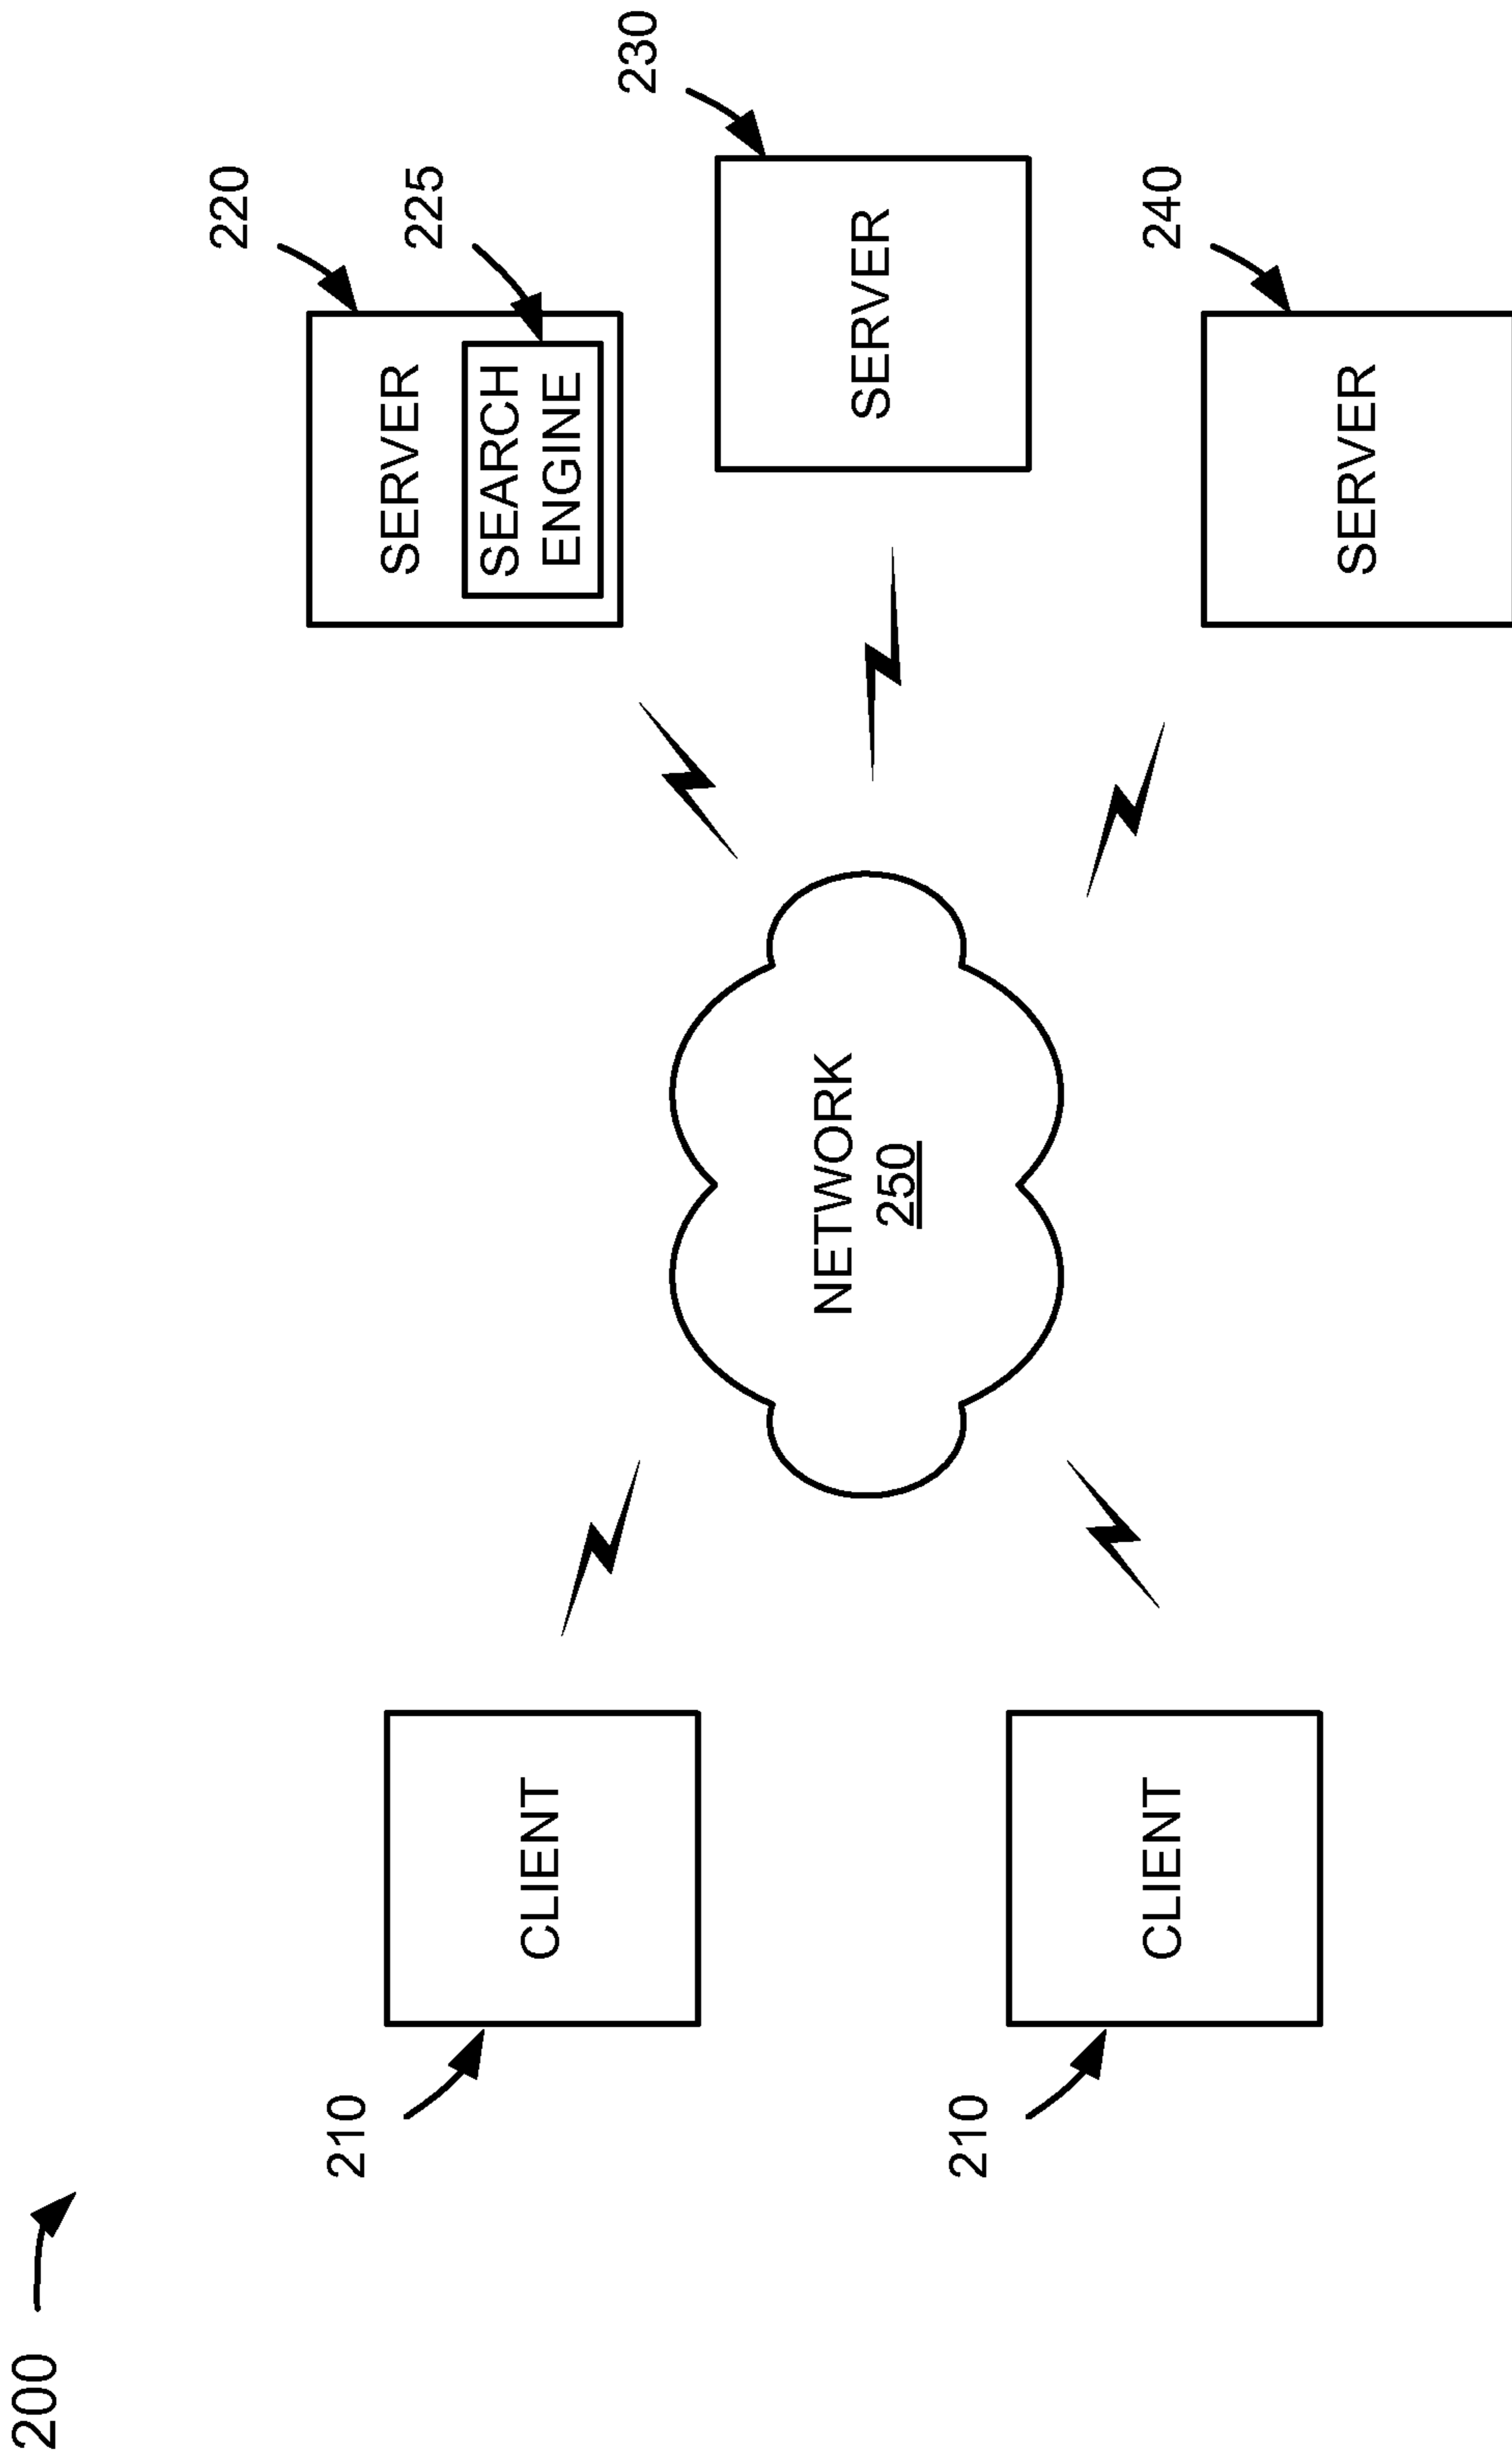 200
210
CLIENT
210
CLIENT
NETWORK
250
220
SERVER
225
SEARCH
ENGINE
230
SERVER
240
SERVER